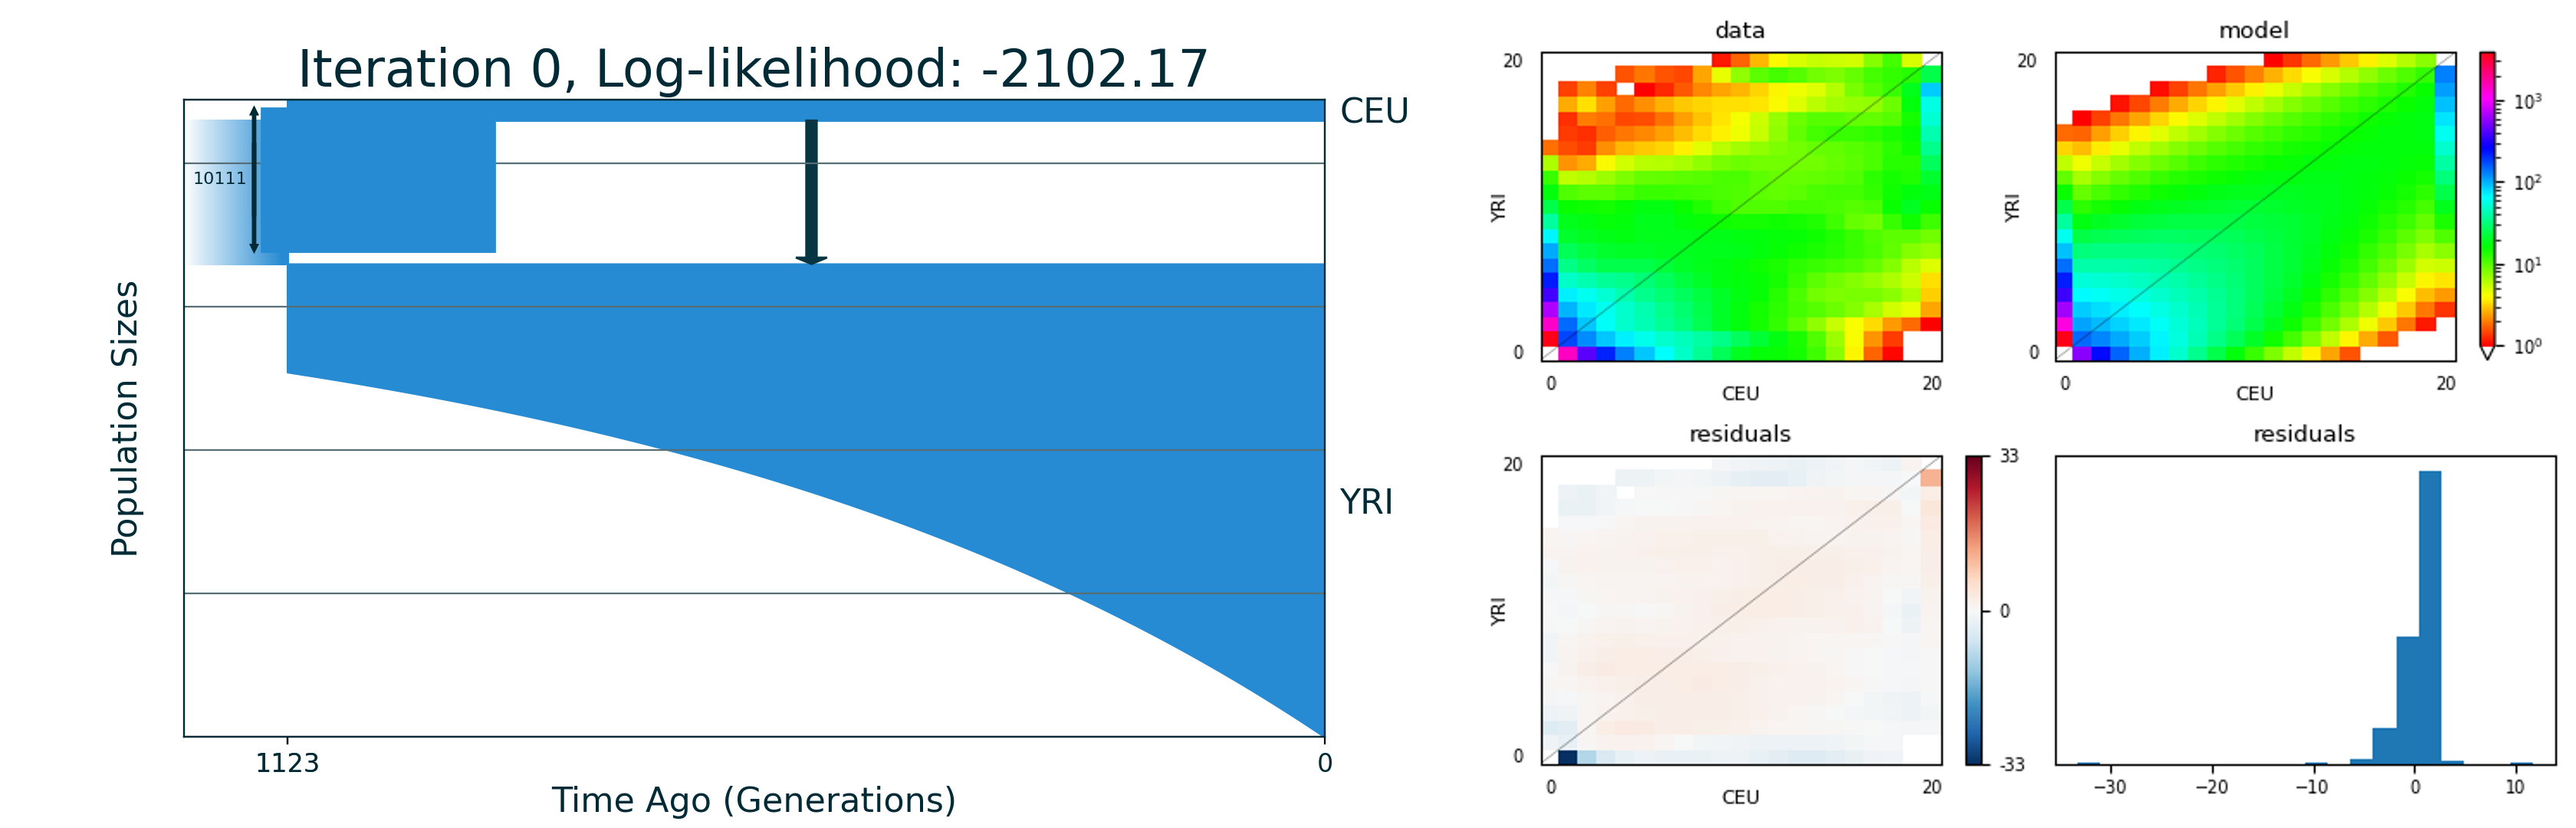 Iteration 0, Log-likelihood: -2102.17
CEU
10111
YRI
Population Sizes
1123
0
Time Ago (Generations)
data
20
YRI
0
0
20
CEU
model
20
YRI
0
0
20
CEU
10³
10²
10¹
10⁰
residuals
20
YRI
0
0
20
CEU
33
0
-33
residuals
−30
−20
−10
0
10